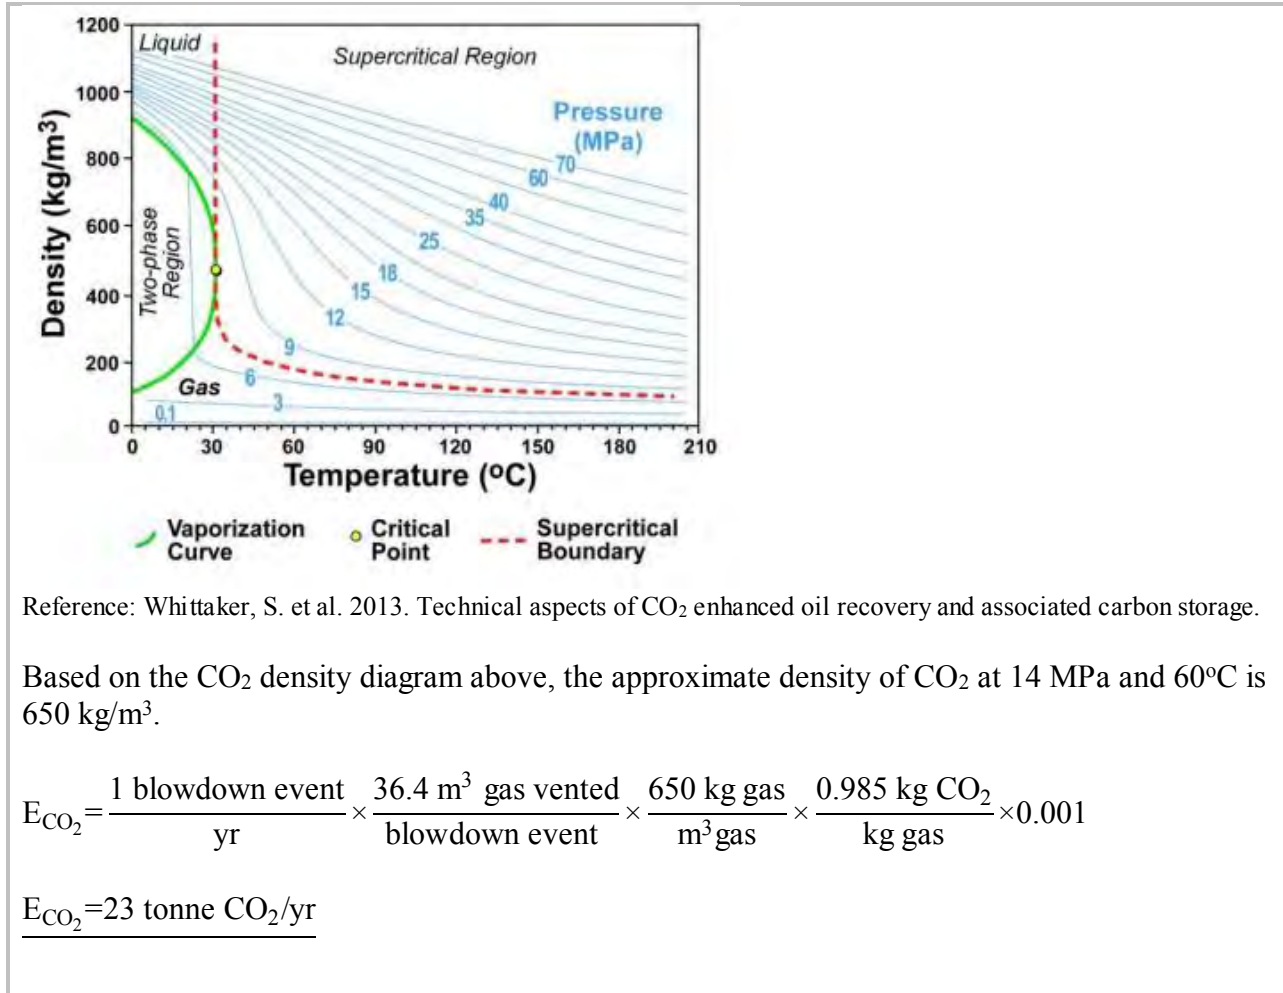 1200
Liquid
Supercritical Region
1000
Pressure
(MPa)
800
70
60
40
600
35
25
18
400
15
12
200
9
6
Gas
3
0.1
0
Density (kg/m³)
Two-phase
Region
0 30 60 90 120 150 180 210
Temperature (ºC)
Vaporization
Curve
Critical
Point
Supercritical
Boundary
Reference: Whittaker, S. et al. 2013. Technical aspects of CO₂ enhanced oil recovery and associated carbon storage.
Based on the CO₂ density diagram above, the approximate density of CO₂ at 14 MPa and 60ºC is
650 kg/m³.
E_CO₂ = 1 blowdown event / yr × 36.4 m³ gas vented / blowdown event × 650 kg gas / m³ gas × 0.985 kg CO₂ / kg gas ×0.001
E_CO₂ =23 tonne CO₂/yr